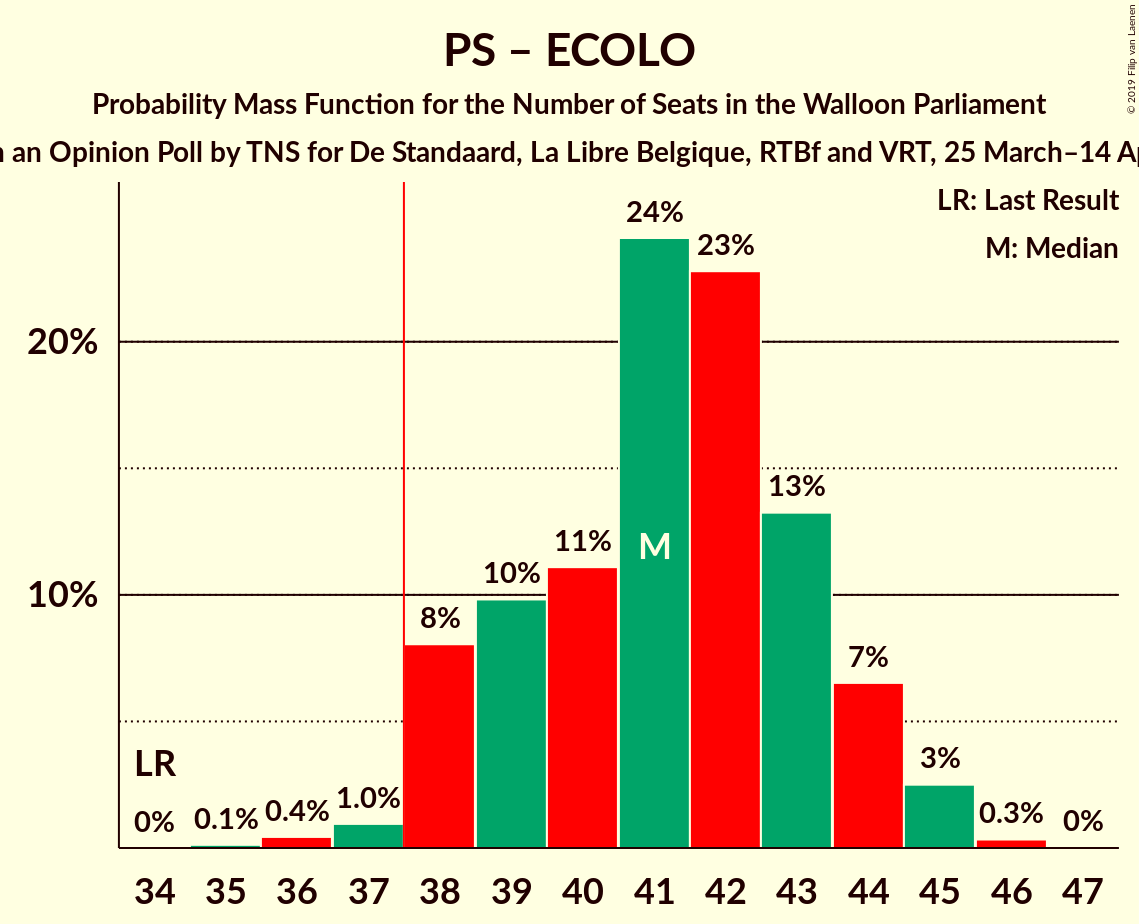 PS – ECOLO
Probability Mass Function for the Number of Seats in the Walloon Parliament
an Opinion Poll by TNS for De Standaard, La Libre Belgique, RTBf and VRT, 25 March–14
© 2019 Filip van Laenen
LR: Last Result
M: Median
20%
10%
24%
23%
13%
11%
10%
8%
7%
3%
1.0%
0.4%
0.1%
0%
0.3%
0%
M
LR
34 35 36 37 38 39 40 41 42 43 44 45 46 47